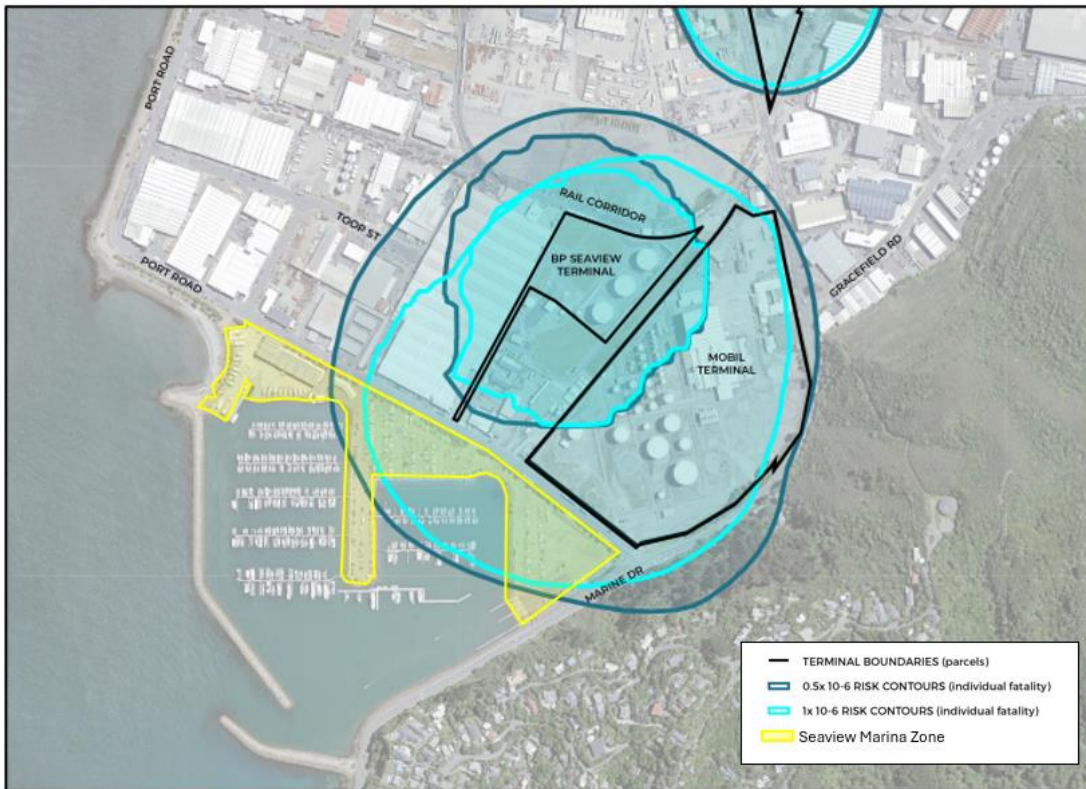 PORT ROAD
RAIL CORRIDOR
TOOP ST
BP SEAVIEW
TERMINAL
GRACEFIELD RD
PORT ROAD
MOBIL
TERMINAL
MARINE DR
TERMINAL BOUNDARIES (parcels)
0.5x 10-6 RISK CONTOURS (individual fatality)
1x 10-6 RISK CONTOURS (individual fatality)
Seaview Marina Zone